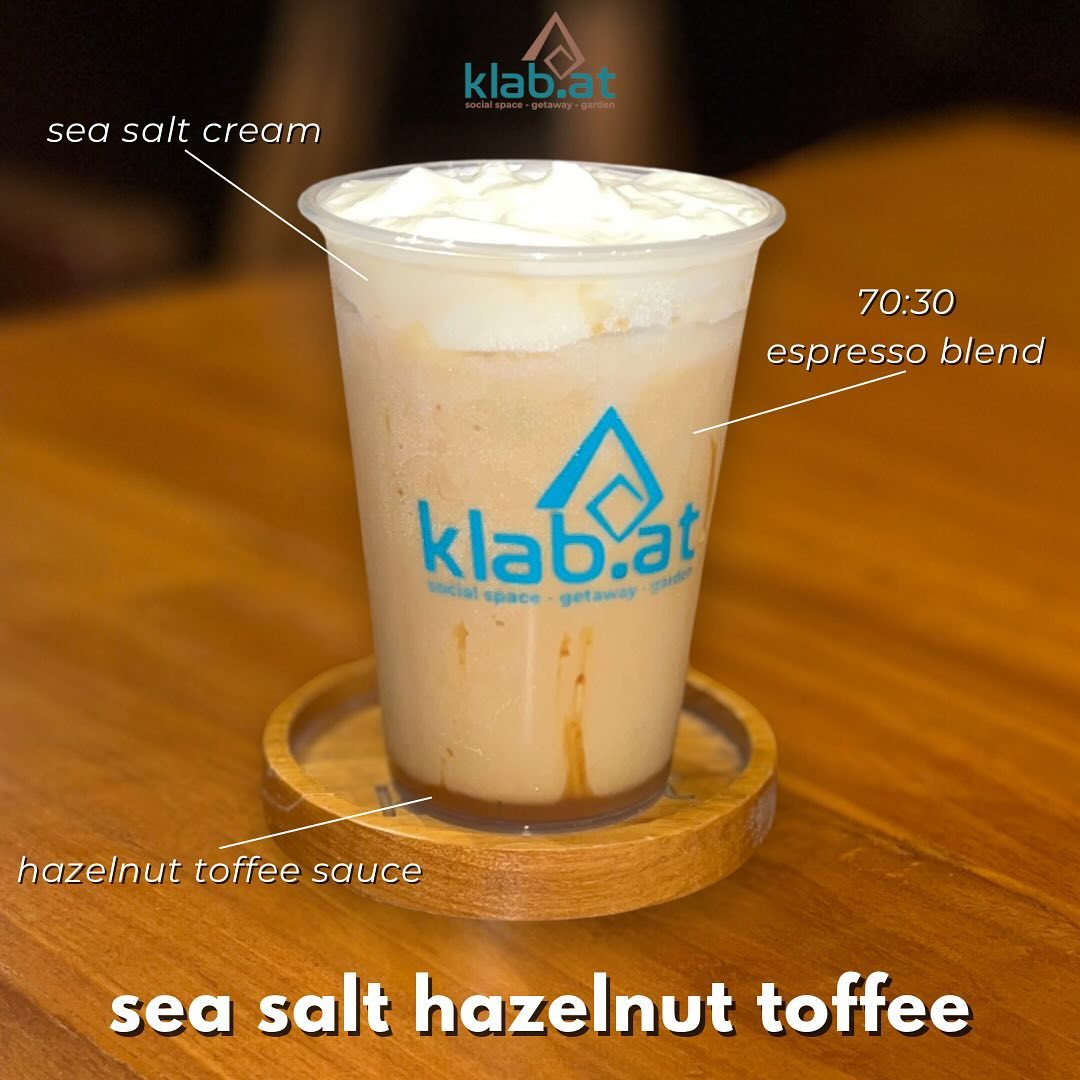 klab.at
social space - getaway - garden
sea salt cream
70:30
espresso blend
klab.at
social space - getaway - garden
hazelnut toffee sauce
sea salt hazelnut toffee